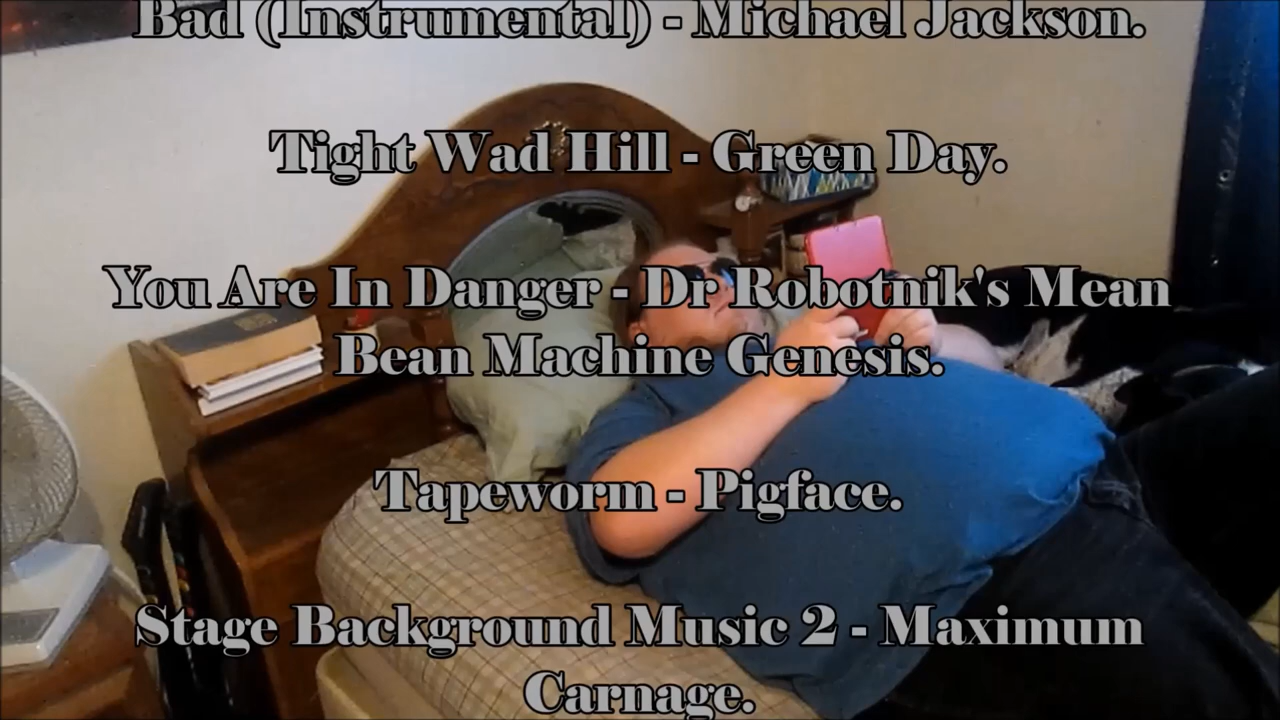 Bad (Instrumental) - Michael Jackson.
Tight Wad Hill - Green Day.
You Are In Danger - Dr Robotnik's Mean
Bean Machine Genesis.
Tapeworm - Pigface.
Stage Background Music 2 - Maximum
Carnage.